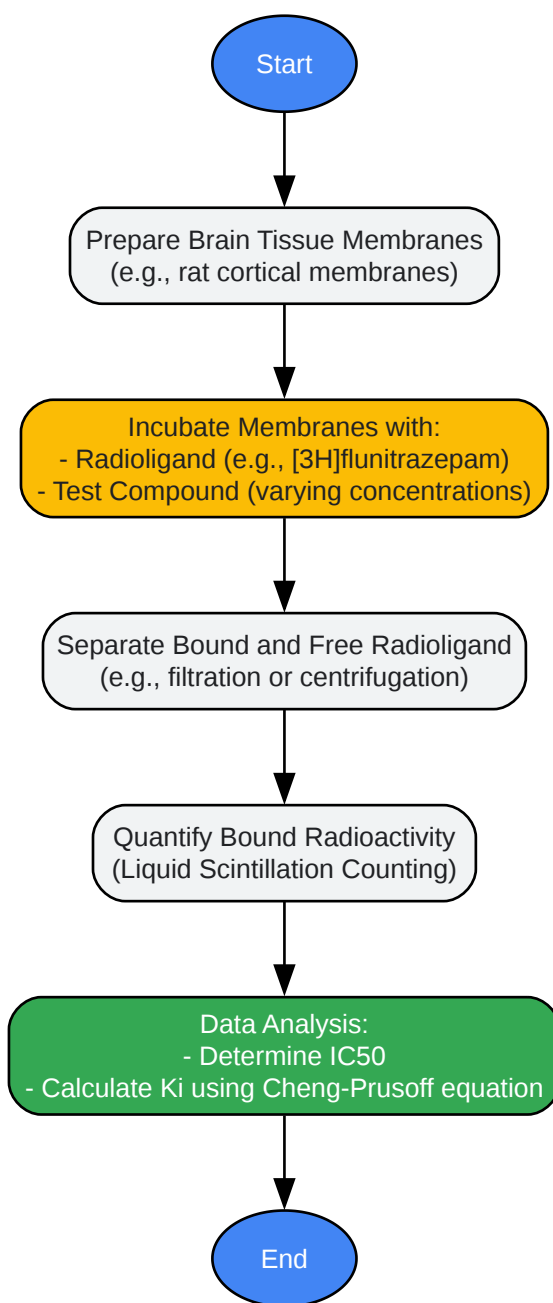 Start
Prepare Brain Tissue Membranes
(e.g., rat cortical membranes)
Incubate Membranes with:
- Radioligand (e.g., [3H]flunitrazepam)
- Test Compound (varying concentrations)
Separate Bound and Free Radioligand
(e.g., filtration or centrifugation)
Quantify Bound Radioactivity
(Liquid Scintillation Counting)
Data Analysis:
- Determine IC50
- Calculate Ki using Cheng-Prusoff equation
End